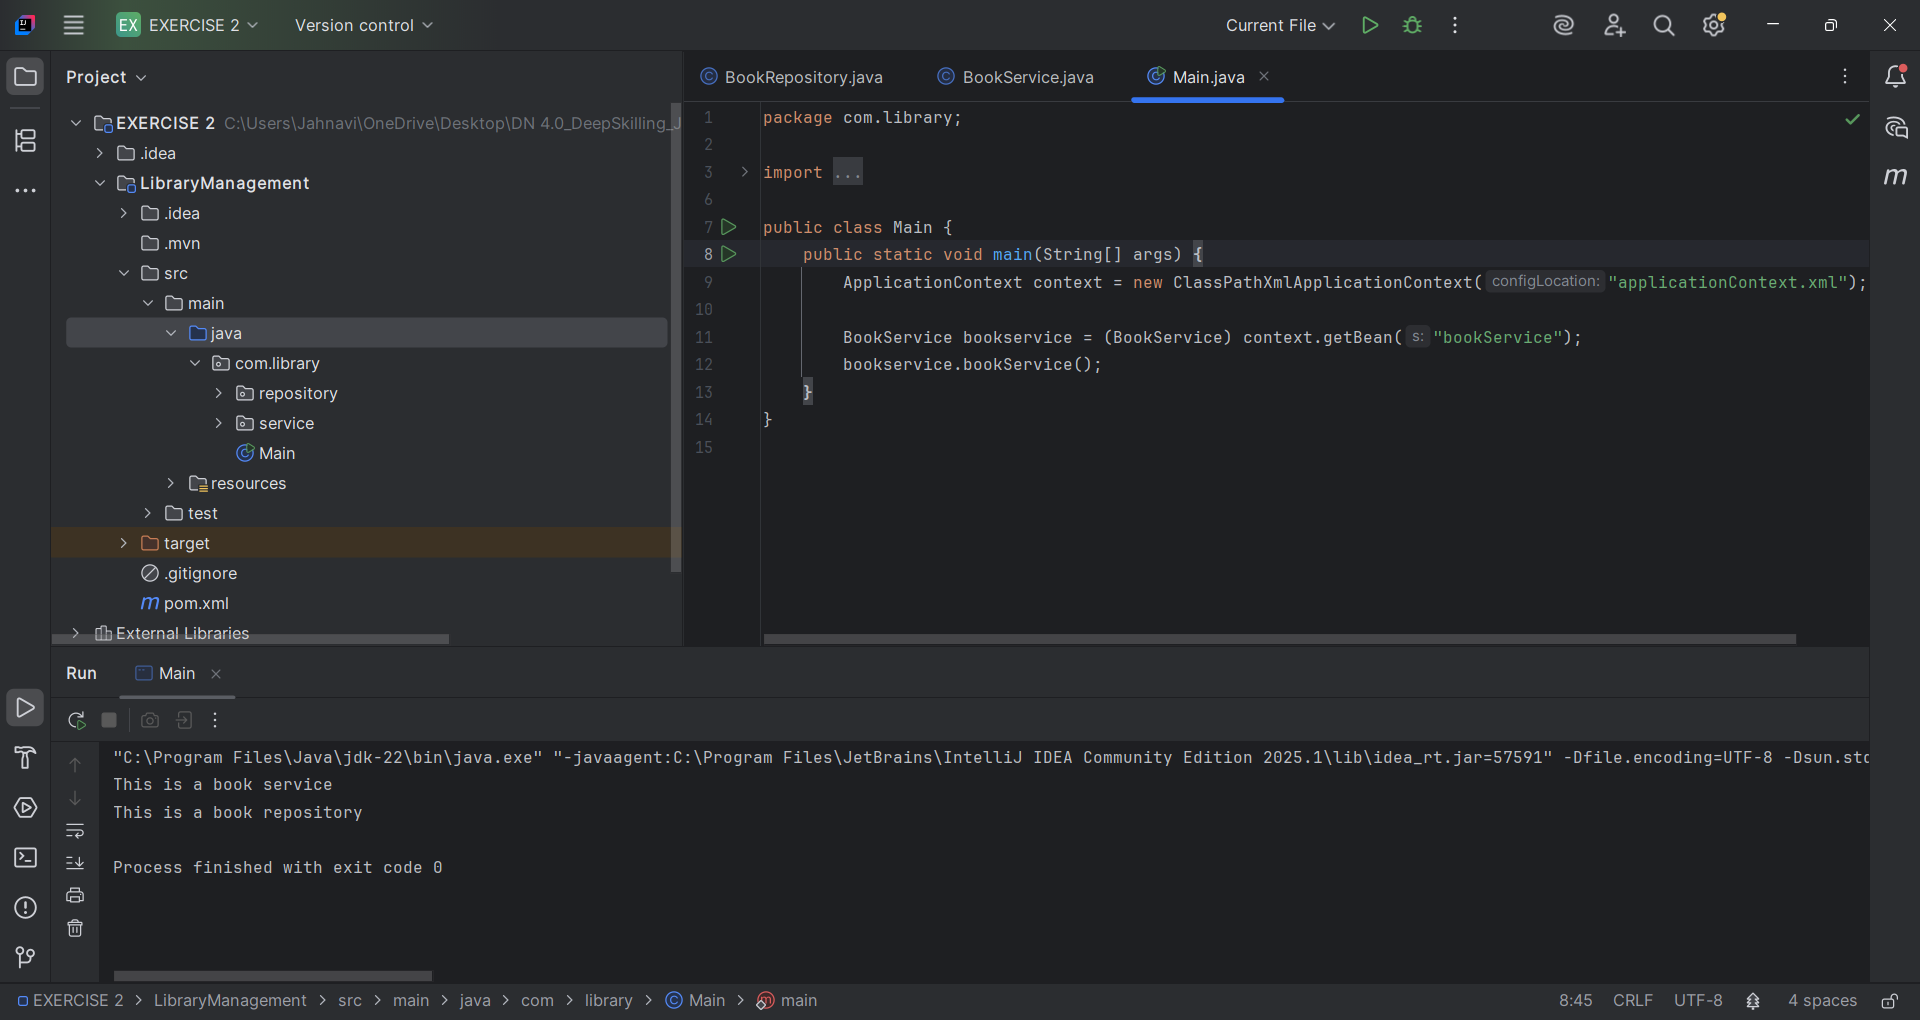 EX EXERCISE 2 Version control Current File
Project
EXERCISE 2 C:\Users\Jahnavi\OneDrive\Desktop\DN 4.0_DeepSkilling_J
.idea
LibraryManagement
.idea
.mvn
src
main
java
com.library
repository
service
Main
resources
test
target
.gitignore
m pom.xml
External Libraries
BookRepository.java BookService.java Main.java
1 package com.library;
2
3 import ...
6
7 public class Main {
8 public static void main(String[] args) {
9 ApplicationContext context = new ClassPathXmlApplicationContext( configLocation: "applicationContext.xml");
10
11 BookService bookservice = (BookService) context.getBean( s: "bookService");
12 bookservice.bookService();
13 }
14 }
15
m
Run Main
"C:\Program Files\Java\jdk-22\bin\java.exe" "-javaagent:C:\Program Files\JetBrains\IntelliJ IDEA Community Edition 2025.1\lib\idea_rt.jar=57591" -Dfile.encoding=UTF-8 -Dsun.std
This is a book service
This is a book repository
Process finished with exit code 0
EXERCISE 2 > LibraryManagement > src > main > java > com > library > Main > main 8:45 CRLF UTF-8 4 spaces